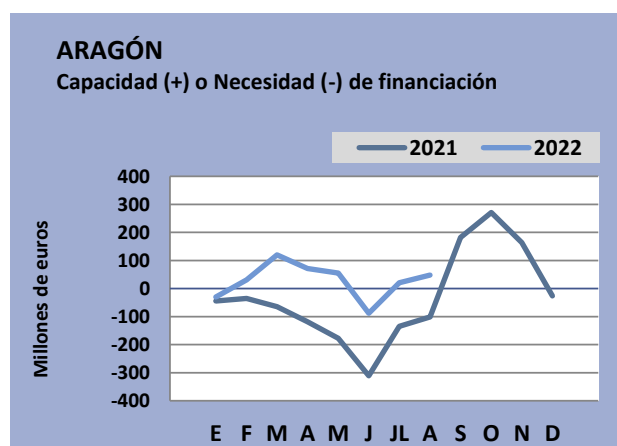 ARAGÓN
Capacidad (+) o Necesidad (-) de financiación
2021 2022
Millones de euros
400
300
200
100
0
-100
-200
-300
-400
E F M A M J JL A S O N D